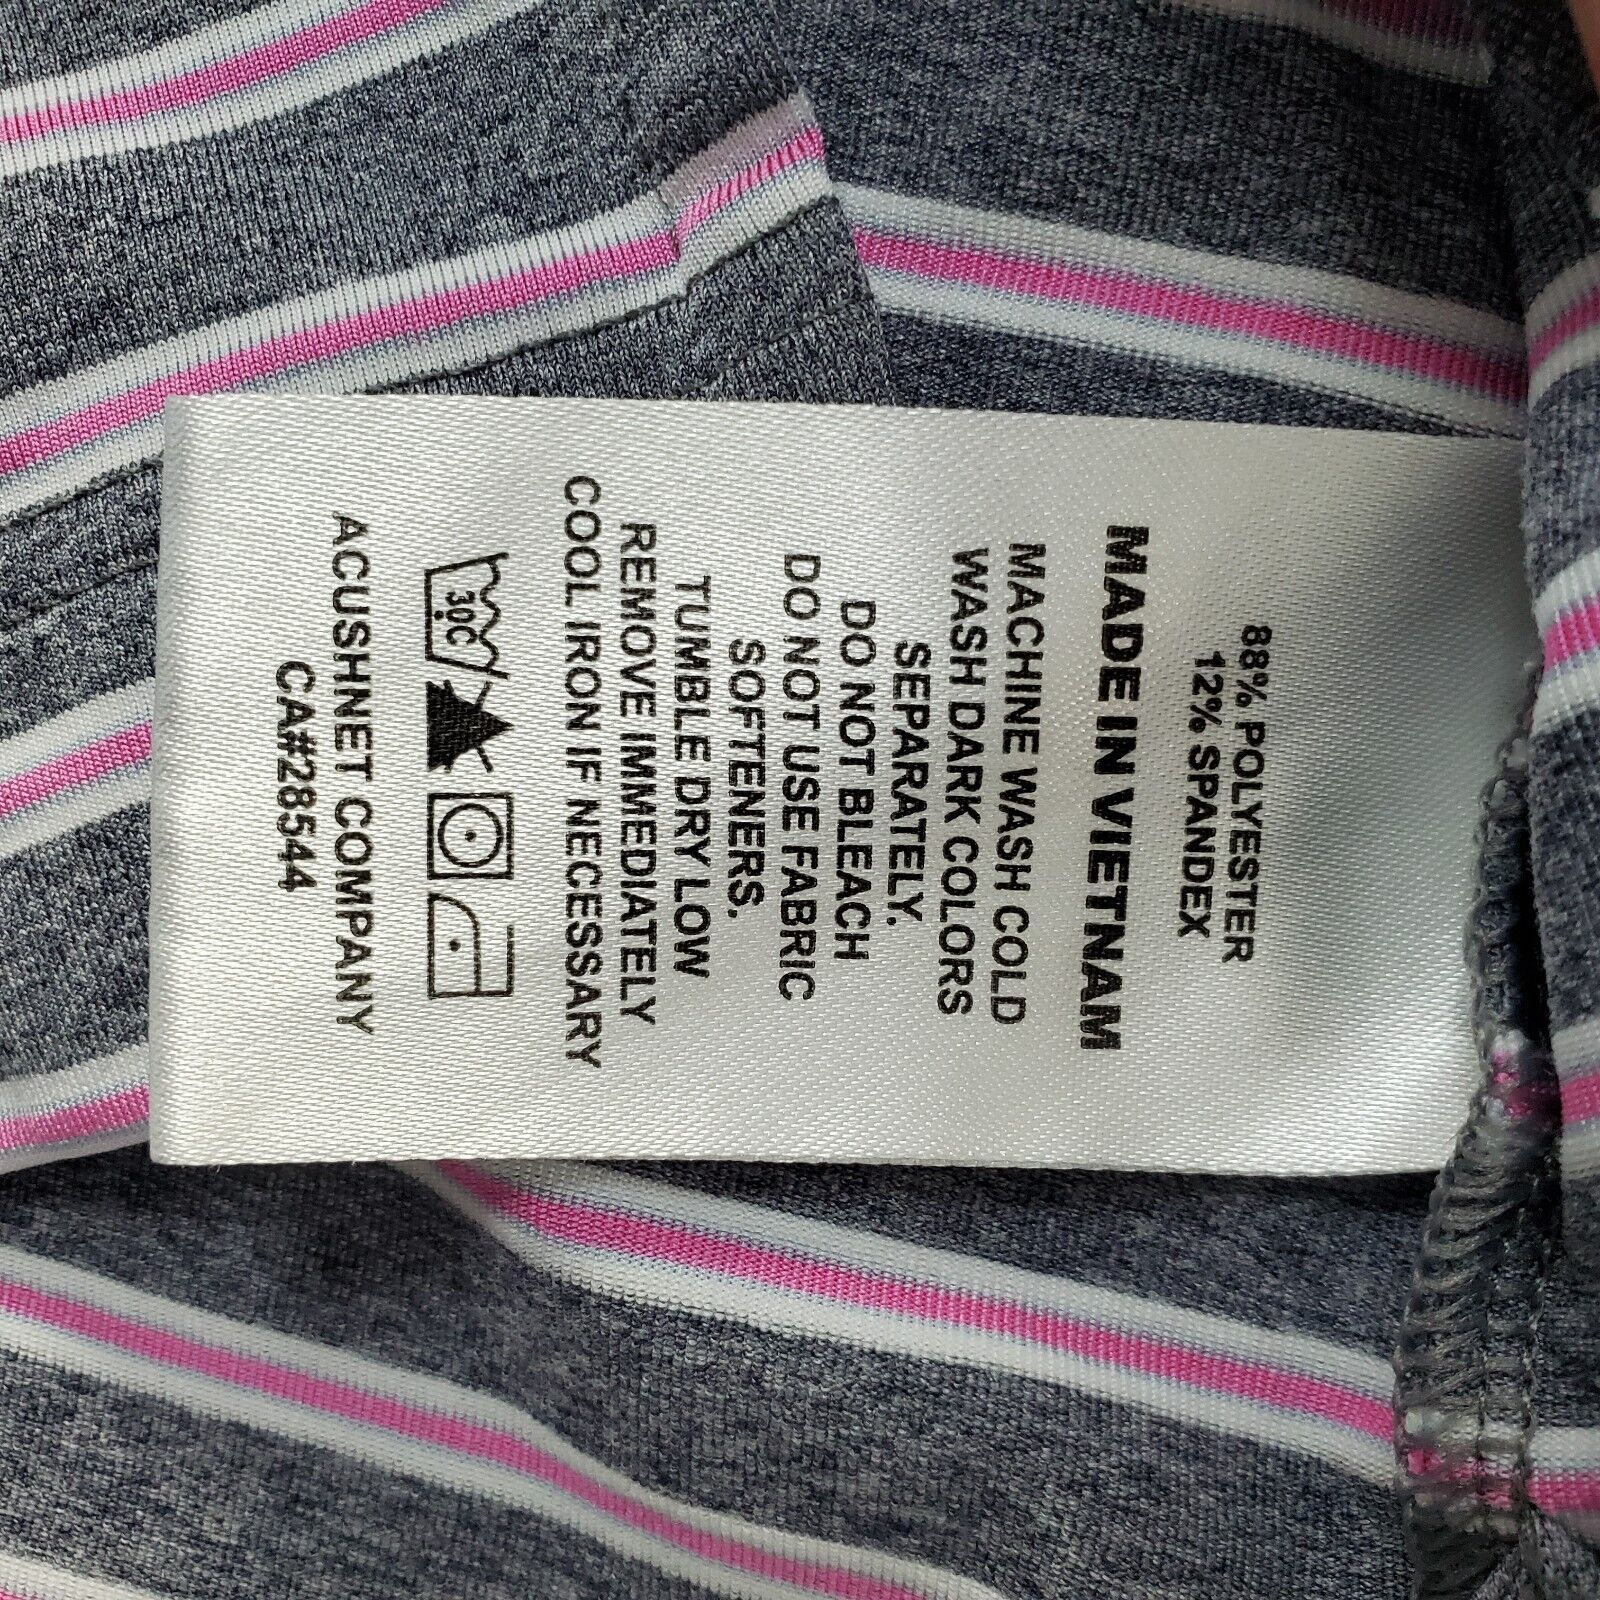 88% POLYESTER
12% SPANDEX
MADE IN VIETNAM
MACHINE WASH COLD
WASH DARK COLORS
SEPARATELY.
DO NOT BLEACH
DO NOT USE FABRIC
SOFTENERS.
TUMBLE DRY LOW
REMOVE IMMEDIATELY
COOL IRON IF NECESSARY
30C
ACUSHNET COMPANY
CA#28544